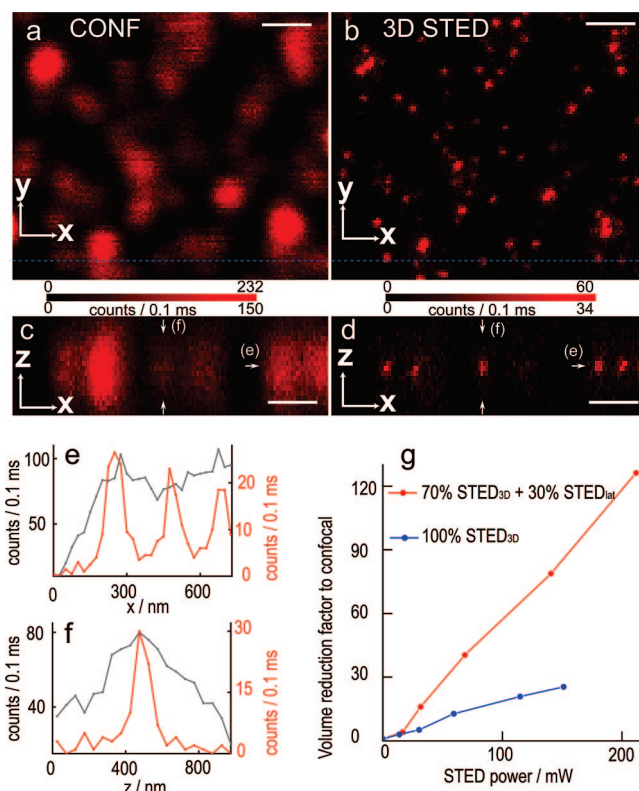 a CONF
b 3D STED
y
x
y
x
0 232
counts / 0.1 ms
0 150
0 60
counts / 0.1 ms
0 34
c
(f)
(e)
z
x
d
(f)
(e)
z
x
e
100
50
counts / 0.1 ms
20
10
0
counts / 0.1 ms
0 300 600
x / nm
f
80
40
counts / 0.1 ms
30
15
0
counts / 0.1 ms
0 400 800
z / nm
g
70% STED3D + 30% STEDlat
100% STED3D
120
90
60
30
0
Volume reduction factor to confocal
0 100 200
STED power / mW